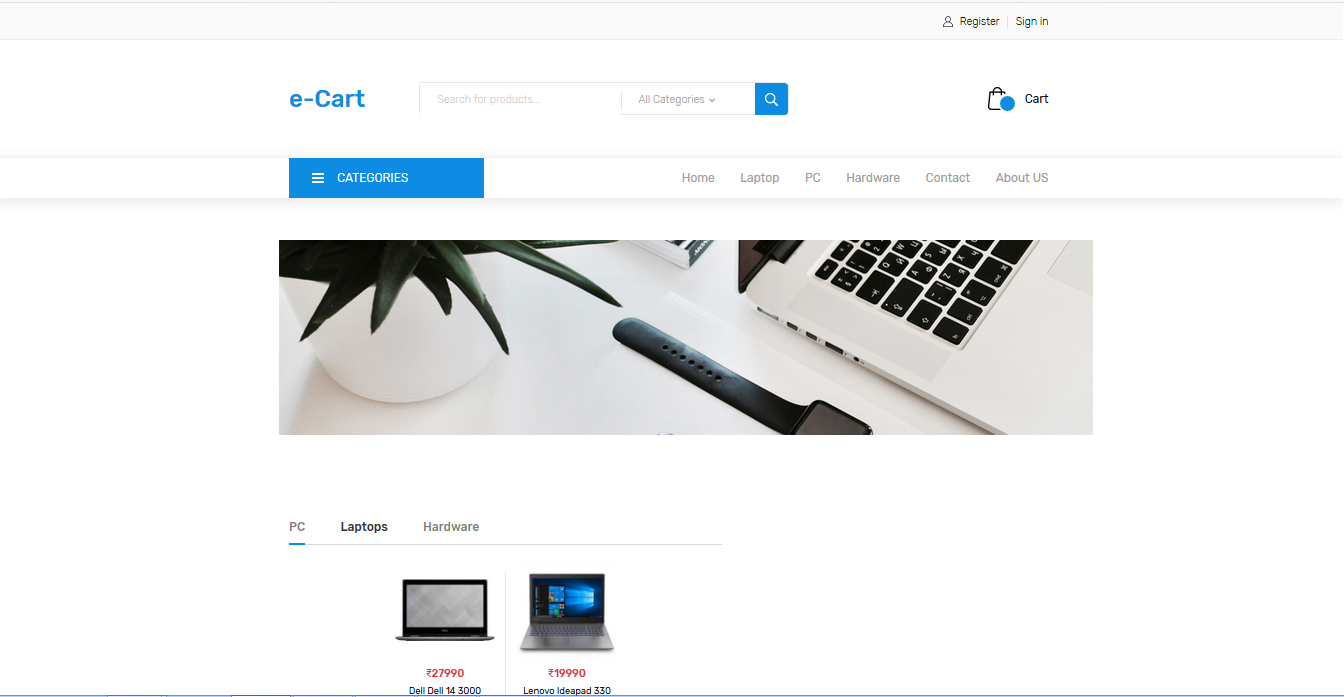 Register Sign in
e-Cart Search for products... All Categories Cart
CATEGORIES Home Laptop PC Hardware Contact About US
PC Laptops Hardware
₹27990 ₹19990
Dell Dell 14 3000 Lenovo Ideapad 330